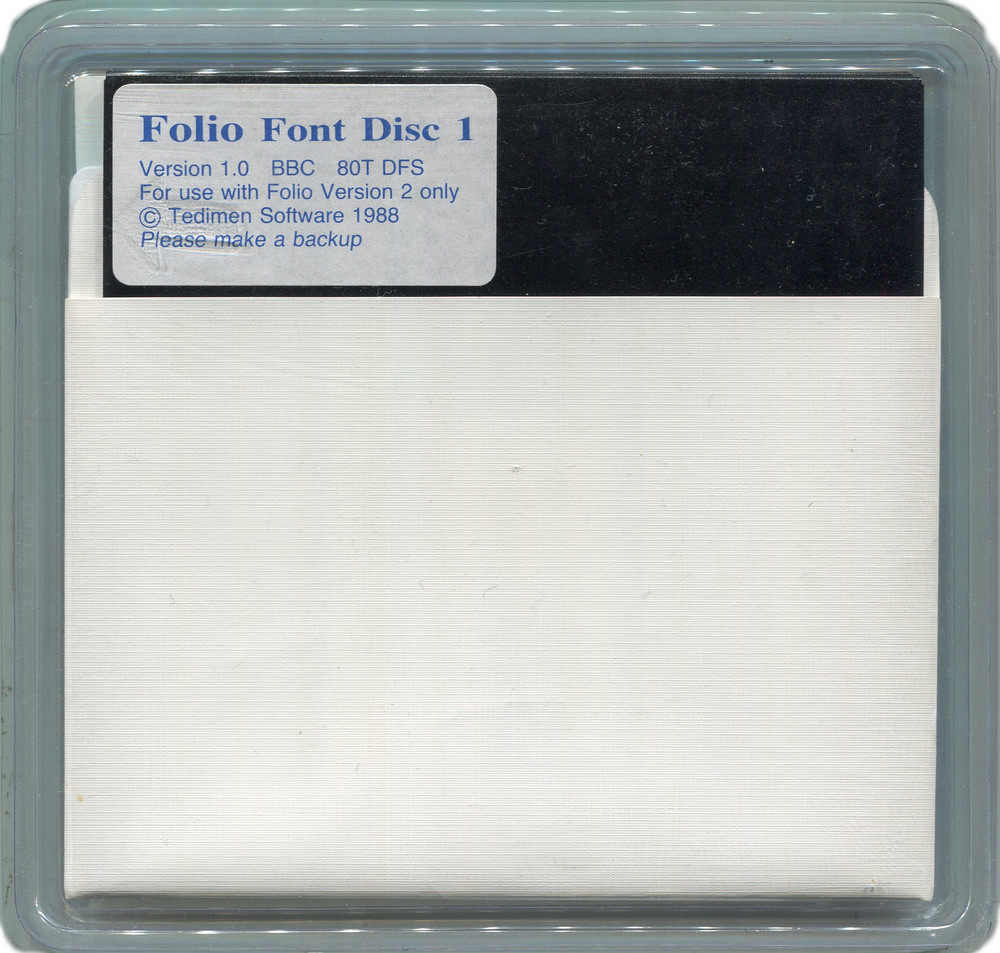 Folio Font Disc 1
Version 1.0 BBC 80T DFS
For use with Folio Version 2 only
© Tedimen Software 1988
Please make a backup